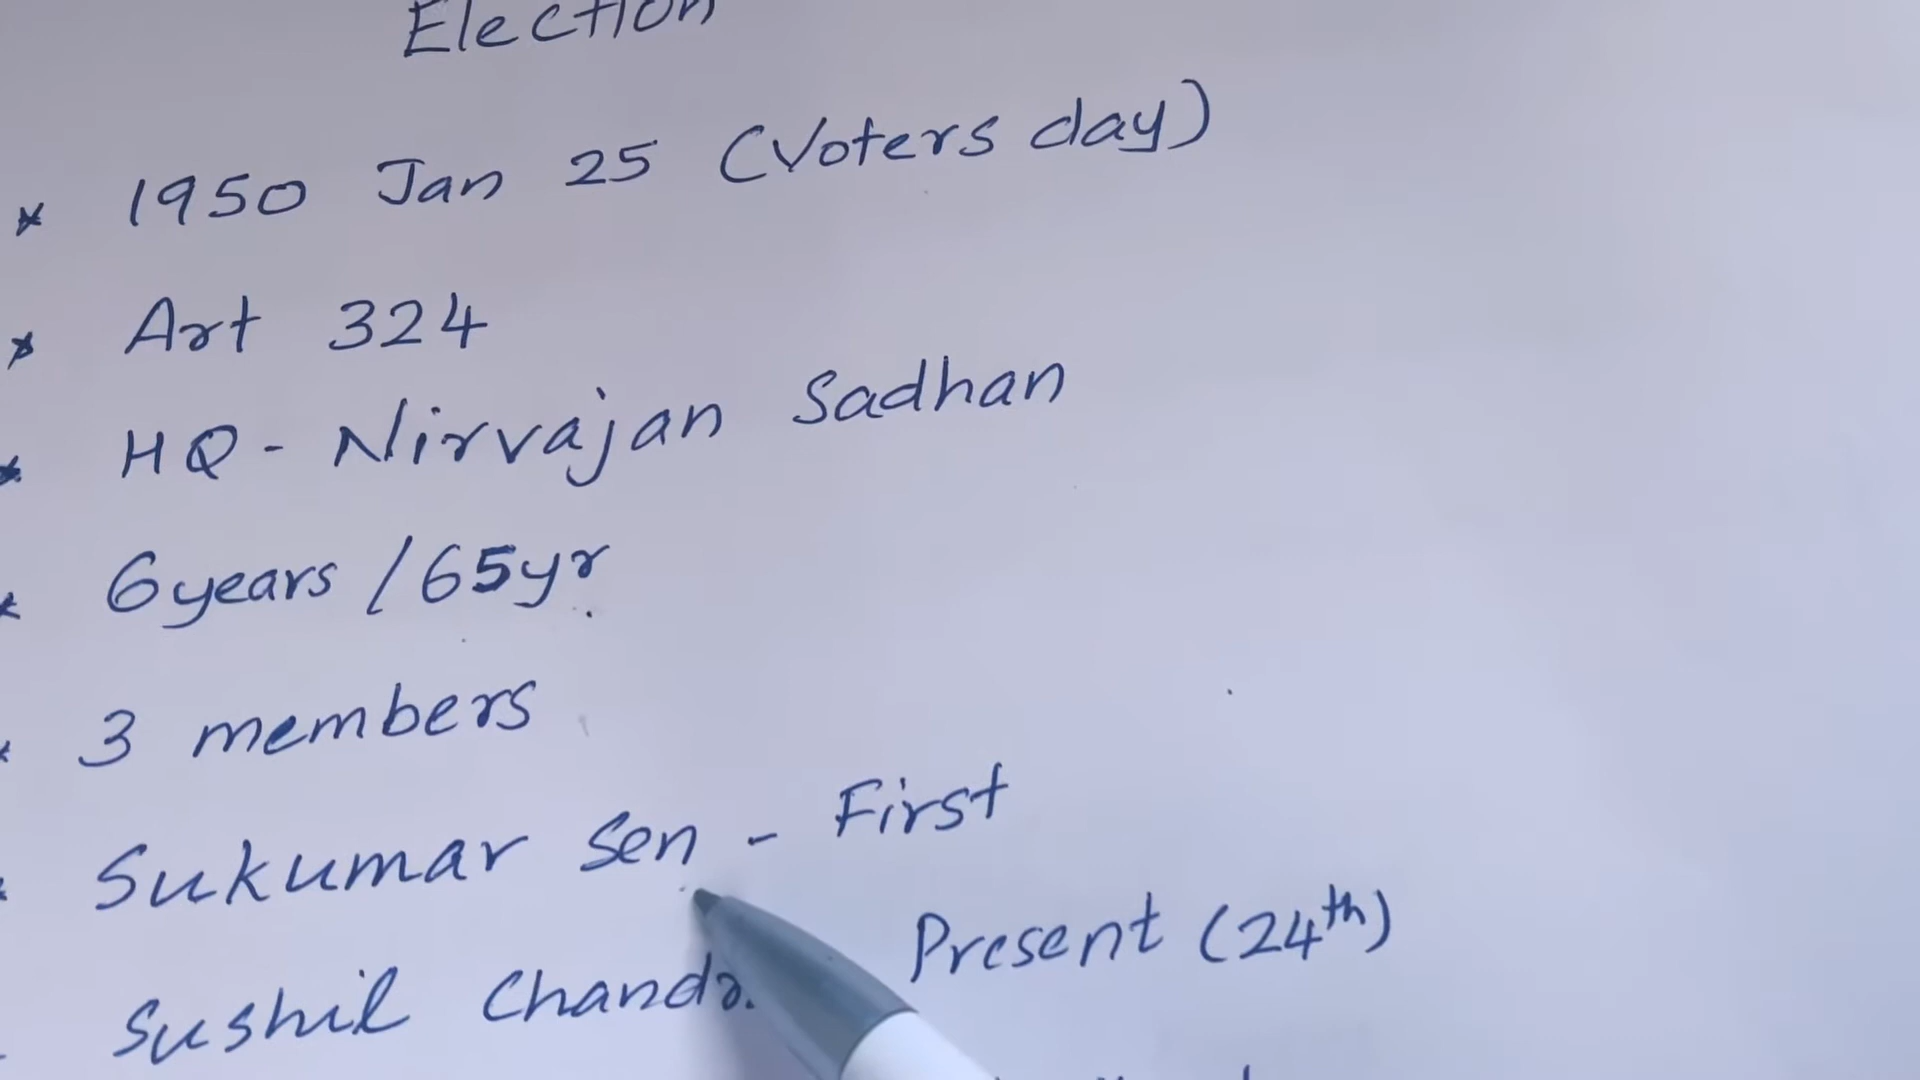 Election
* 1950 Jan 25 (Voters day)
* Art 324
* HQ - Nirvajan Sadhan
* 6years / 65yr
* 3 members
* Sukumar Sen - First
Sushil Present (24th)